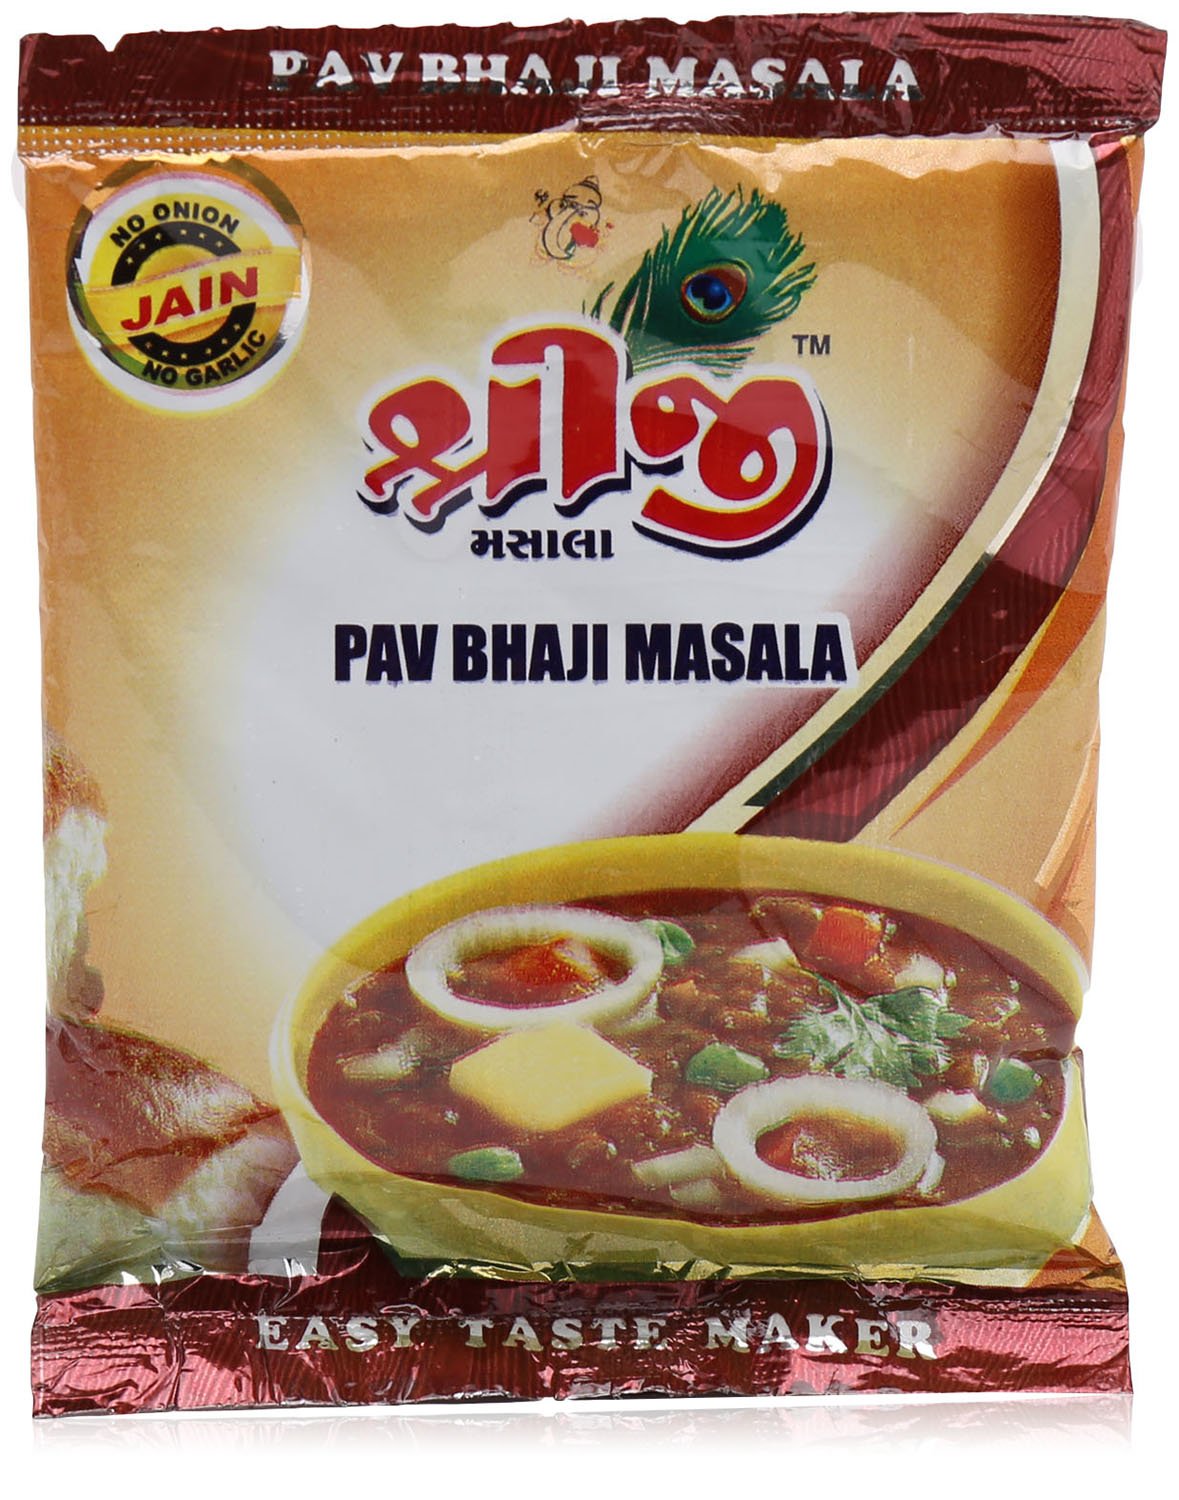 PAV BHAJI MASALA
NO ONION
JAIN
NO GARLIC
TM
શ્રીજી
મસાલા
PAV BHAJI MASALA
EASY TASTE MAKER